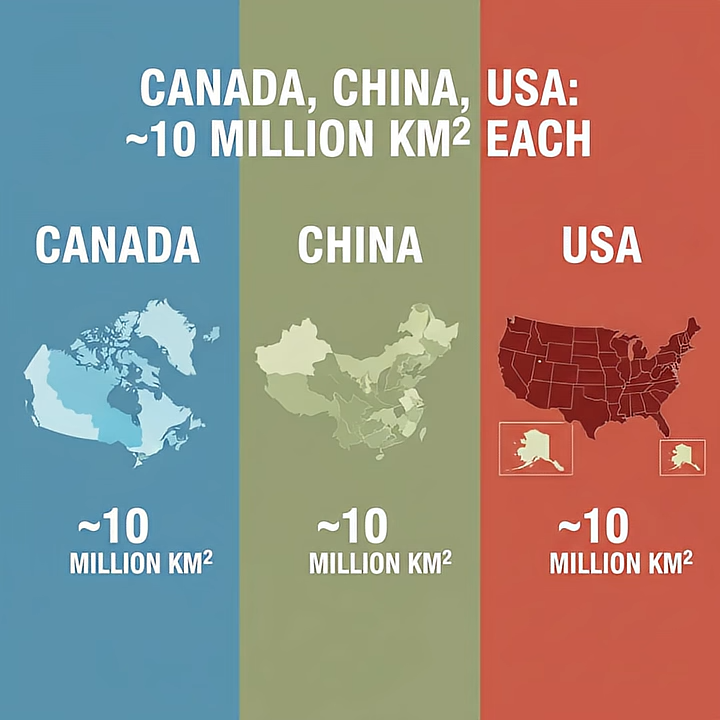 CANADA, CHINA, USA:
~10 MILLION KM² EACH
CANADA
CHINA
USA
~10
MILLION KM²
~10
MILLION KM²
~10
MILLION KM²